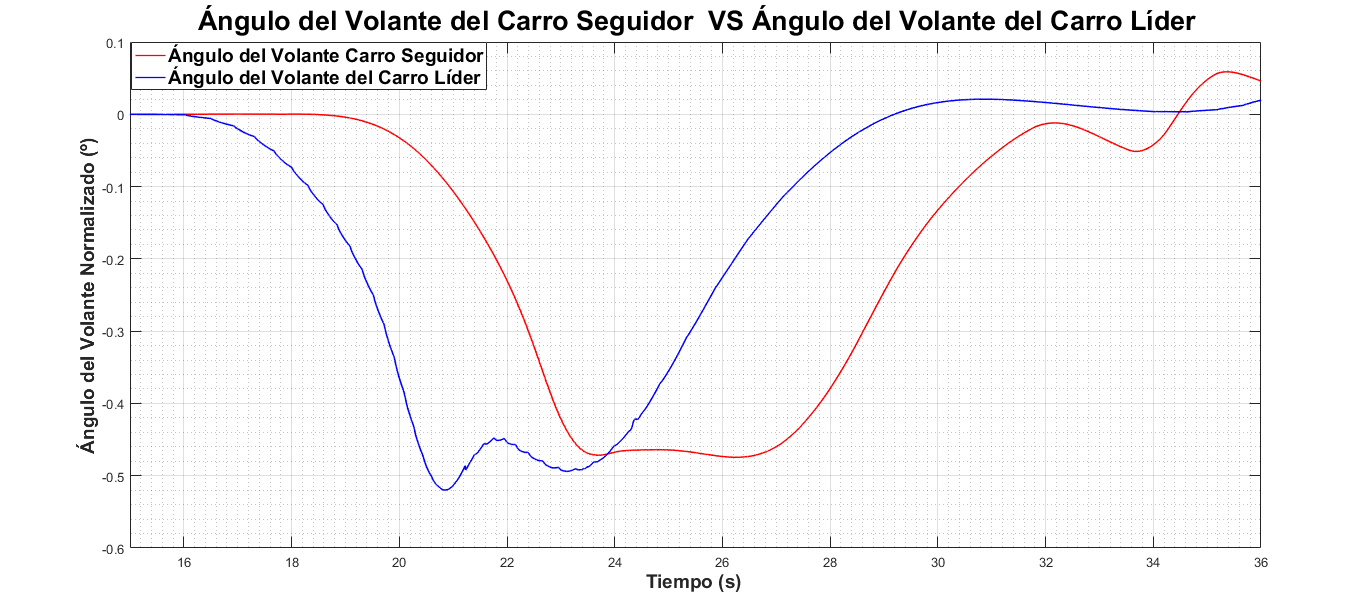 Ángulo del Volante del Carro Seguidor  VS Ángulo del Volante del Carro Líder
Ángulo del Volante Carro Seguidor
Ángulo del Volante del Carro Líder
Ángulo del Volante Normalizado (º)
0.1
0
-0.1
-0.2
-0.3
-0.4
-0.5
-0.6
16 18 20 22 24 26 28 30 32 34 36
Tiempo (s)